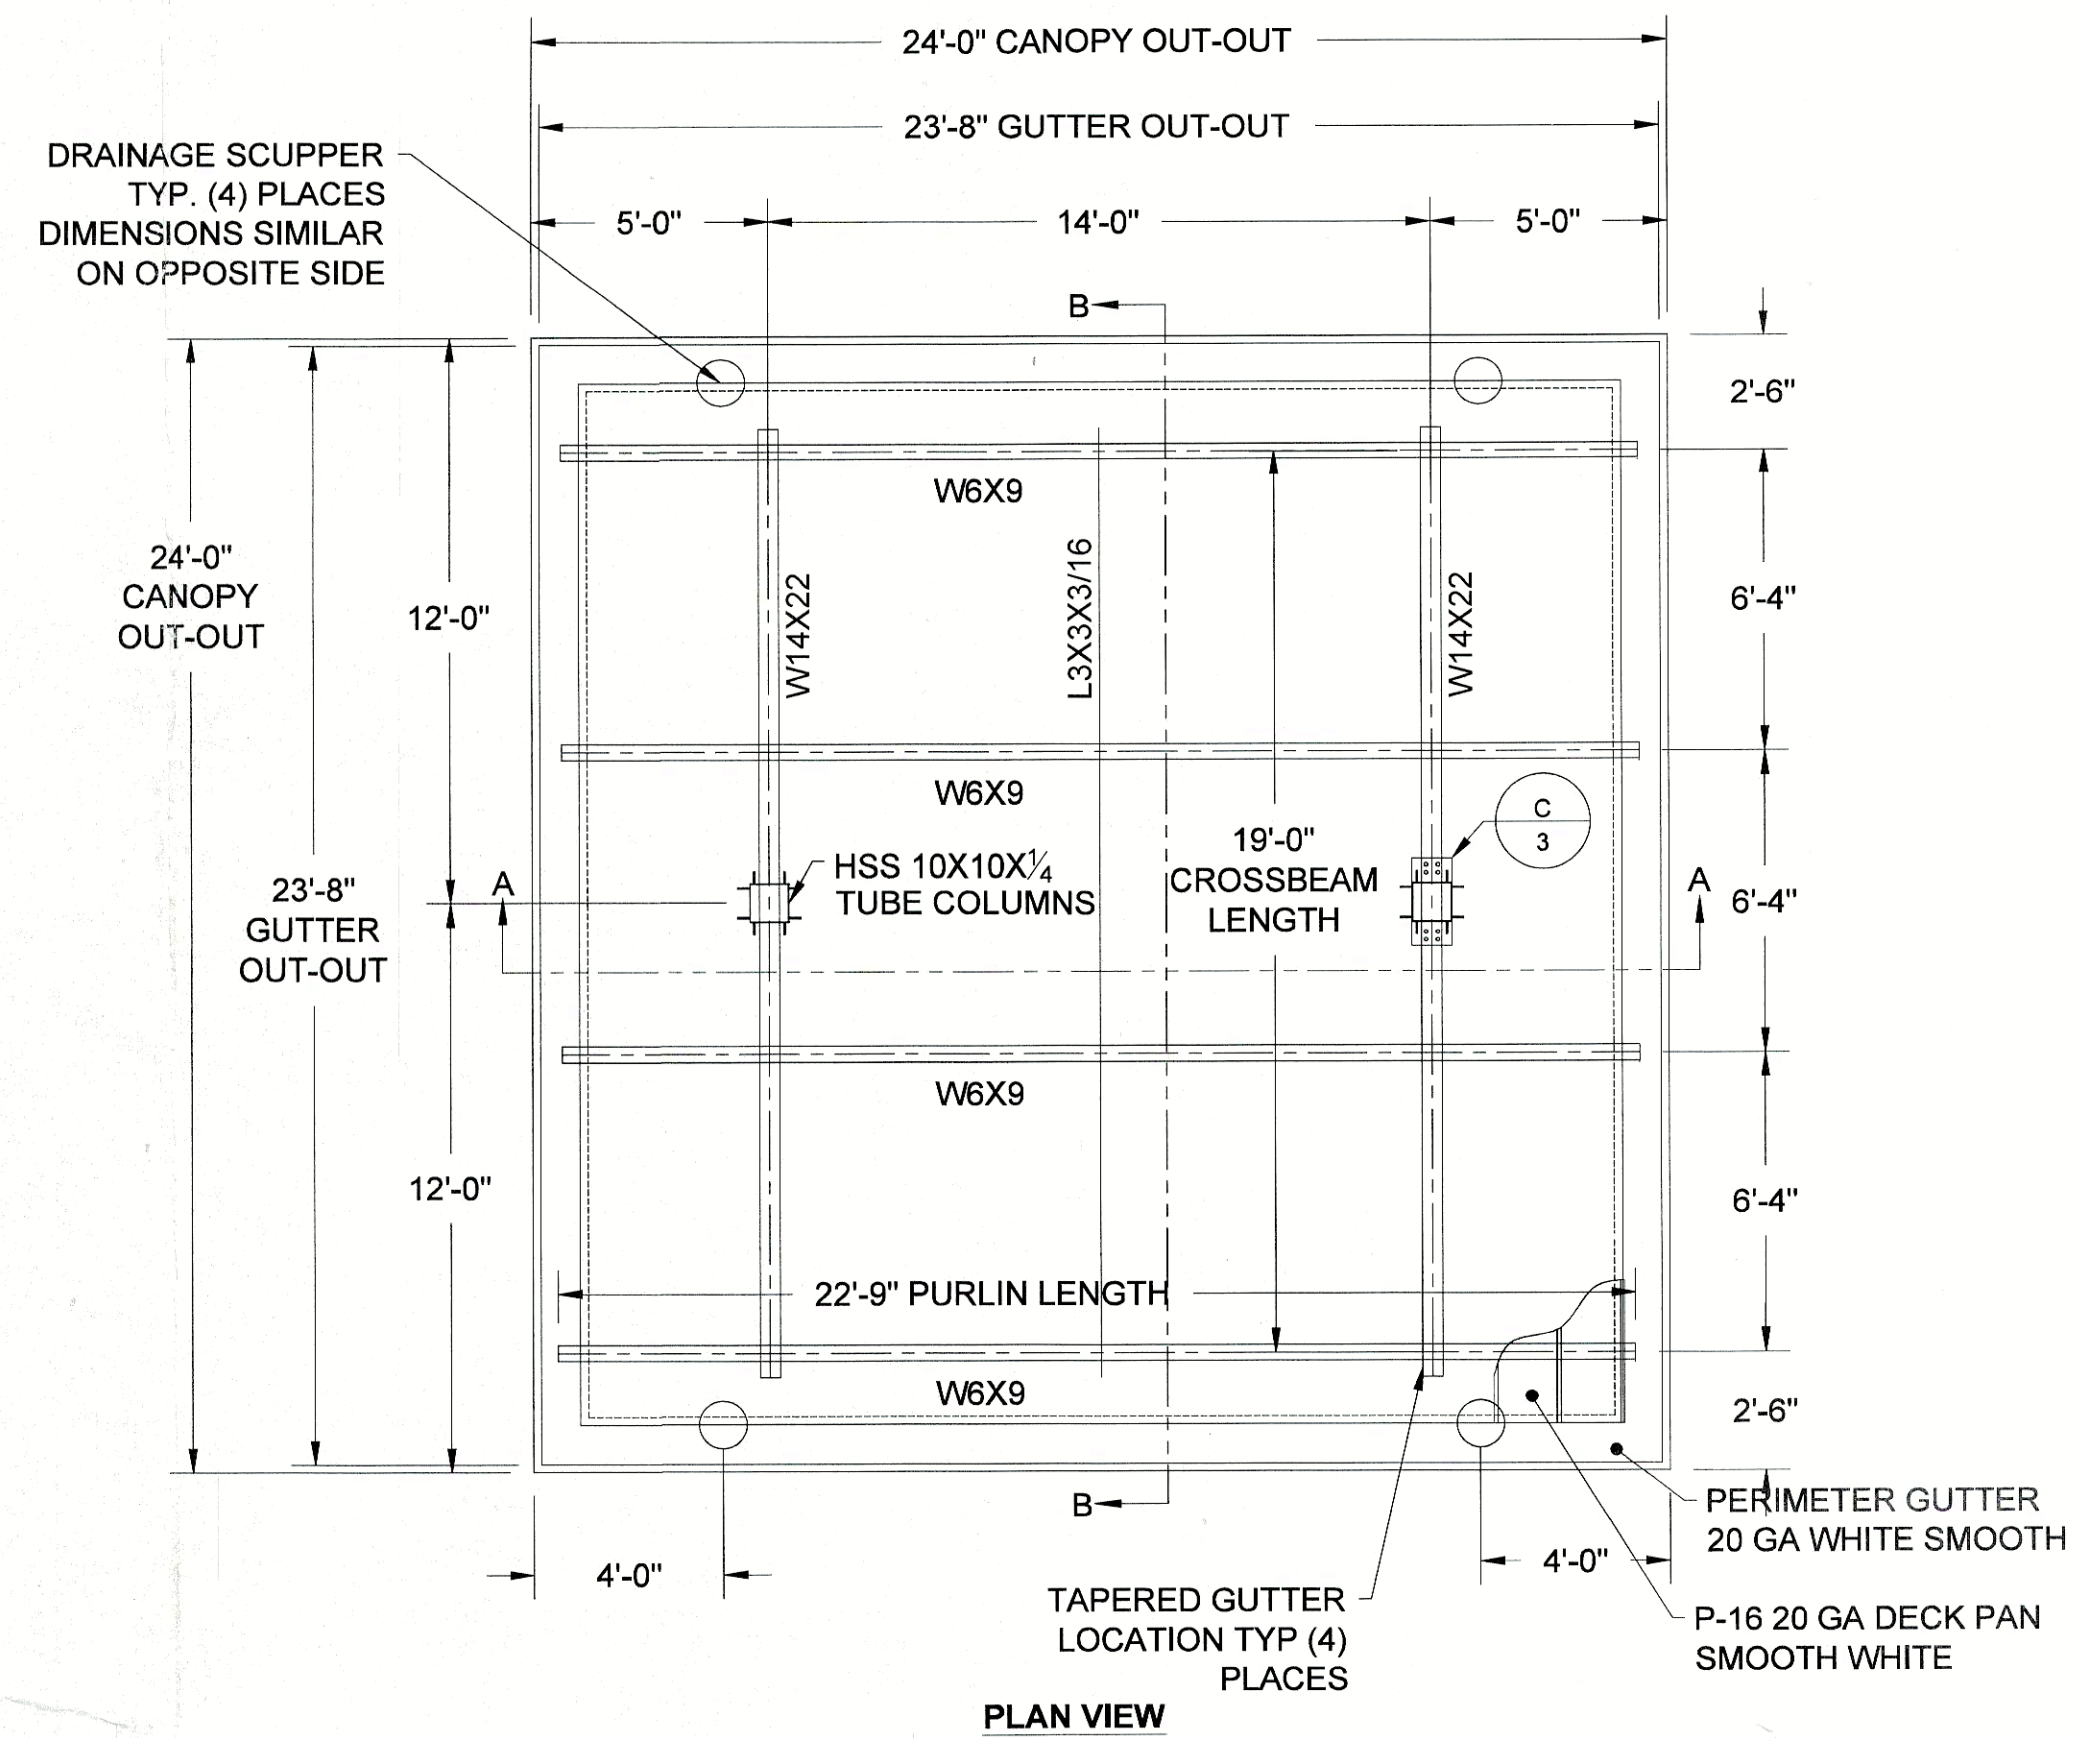 24'-0" CANOPY OUT-OUT
23'-8" GUTTER OUT-OUT
DRAINAGE SCUPPER
TYP. (4) PLACES
DIMENSIONS SIMILAR
ON OPPOSITE SIDE
5'-0"
14'-0"
5'-0"
B
2'-6"
W6X9
24'-0"
CANOPY
OUT-OUT
12'-0"
W14X22
L3X3X3/16
W14X22
6'-4"
W6X9
C
3
HSS 10X10X¼
TUBE COLUMNS
19'-0"
CROSSBEAM
LENGTH
A
A
6'-4"
23'-8"
GUTTER
OUT-OUT
W6X9
12'-0"
6'-4"
22'-9" PURLIN LENGTH
W6X9
2'-6"
B
PERIMETER GUTTER
20 GA WHITE SMOOTH
4'-0"
4'-0"
TAPERED GUTTER
LOCATION TYP (4)
PLACES
P-16 20 GA DECK PAN
SMOOTH WHITE
PLAN VIEW